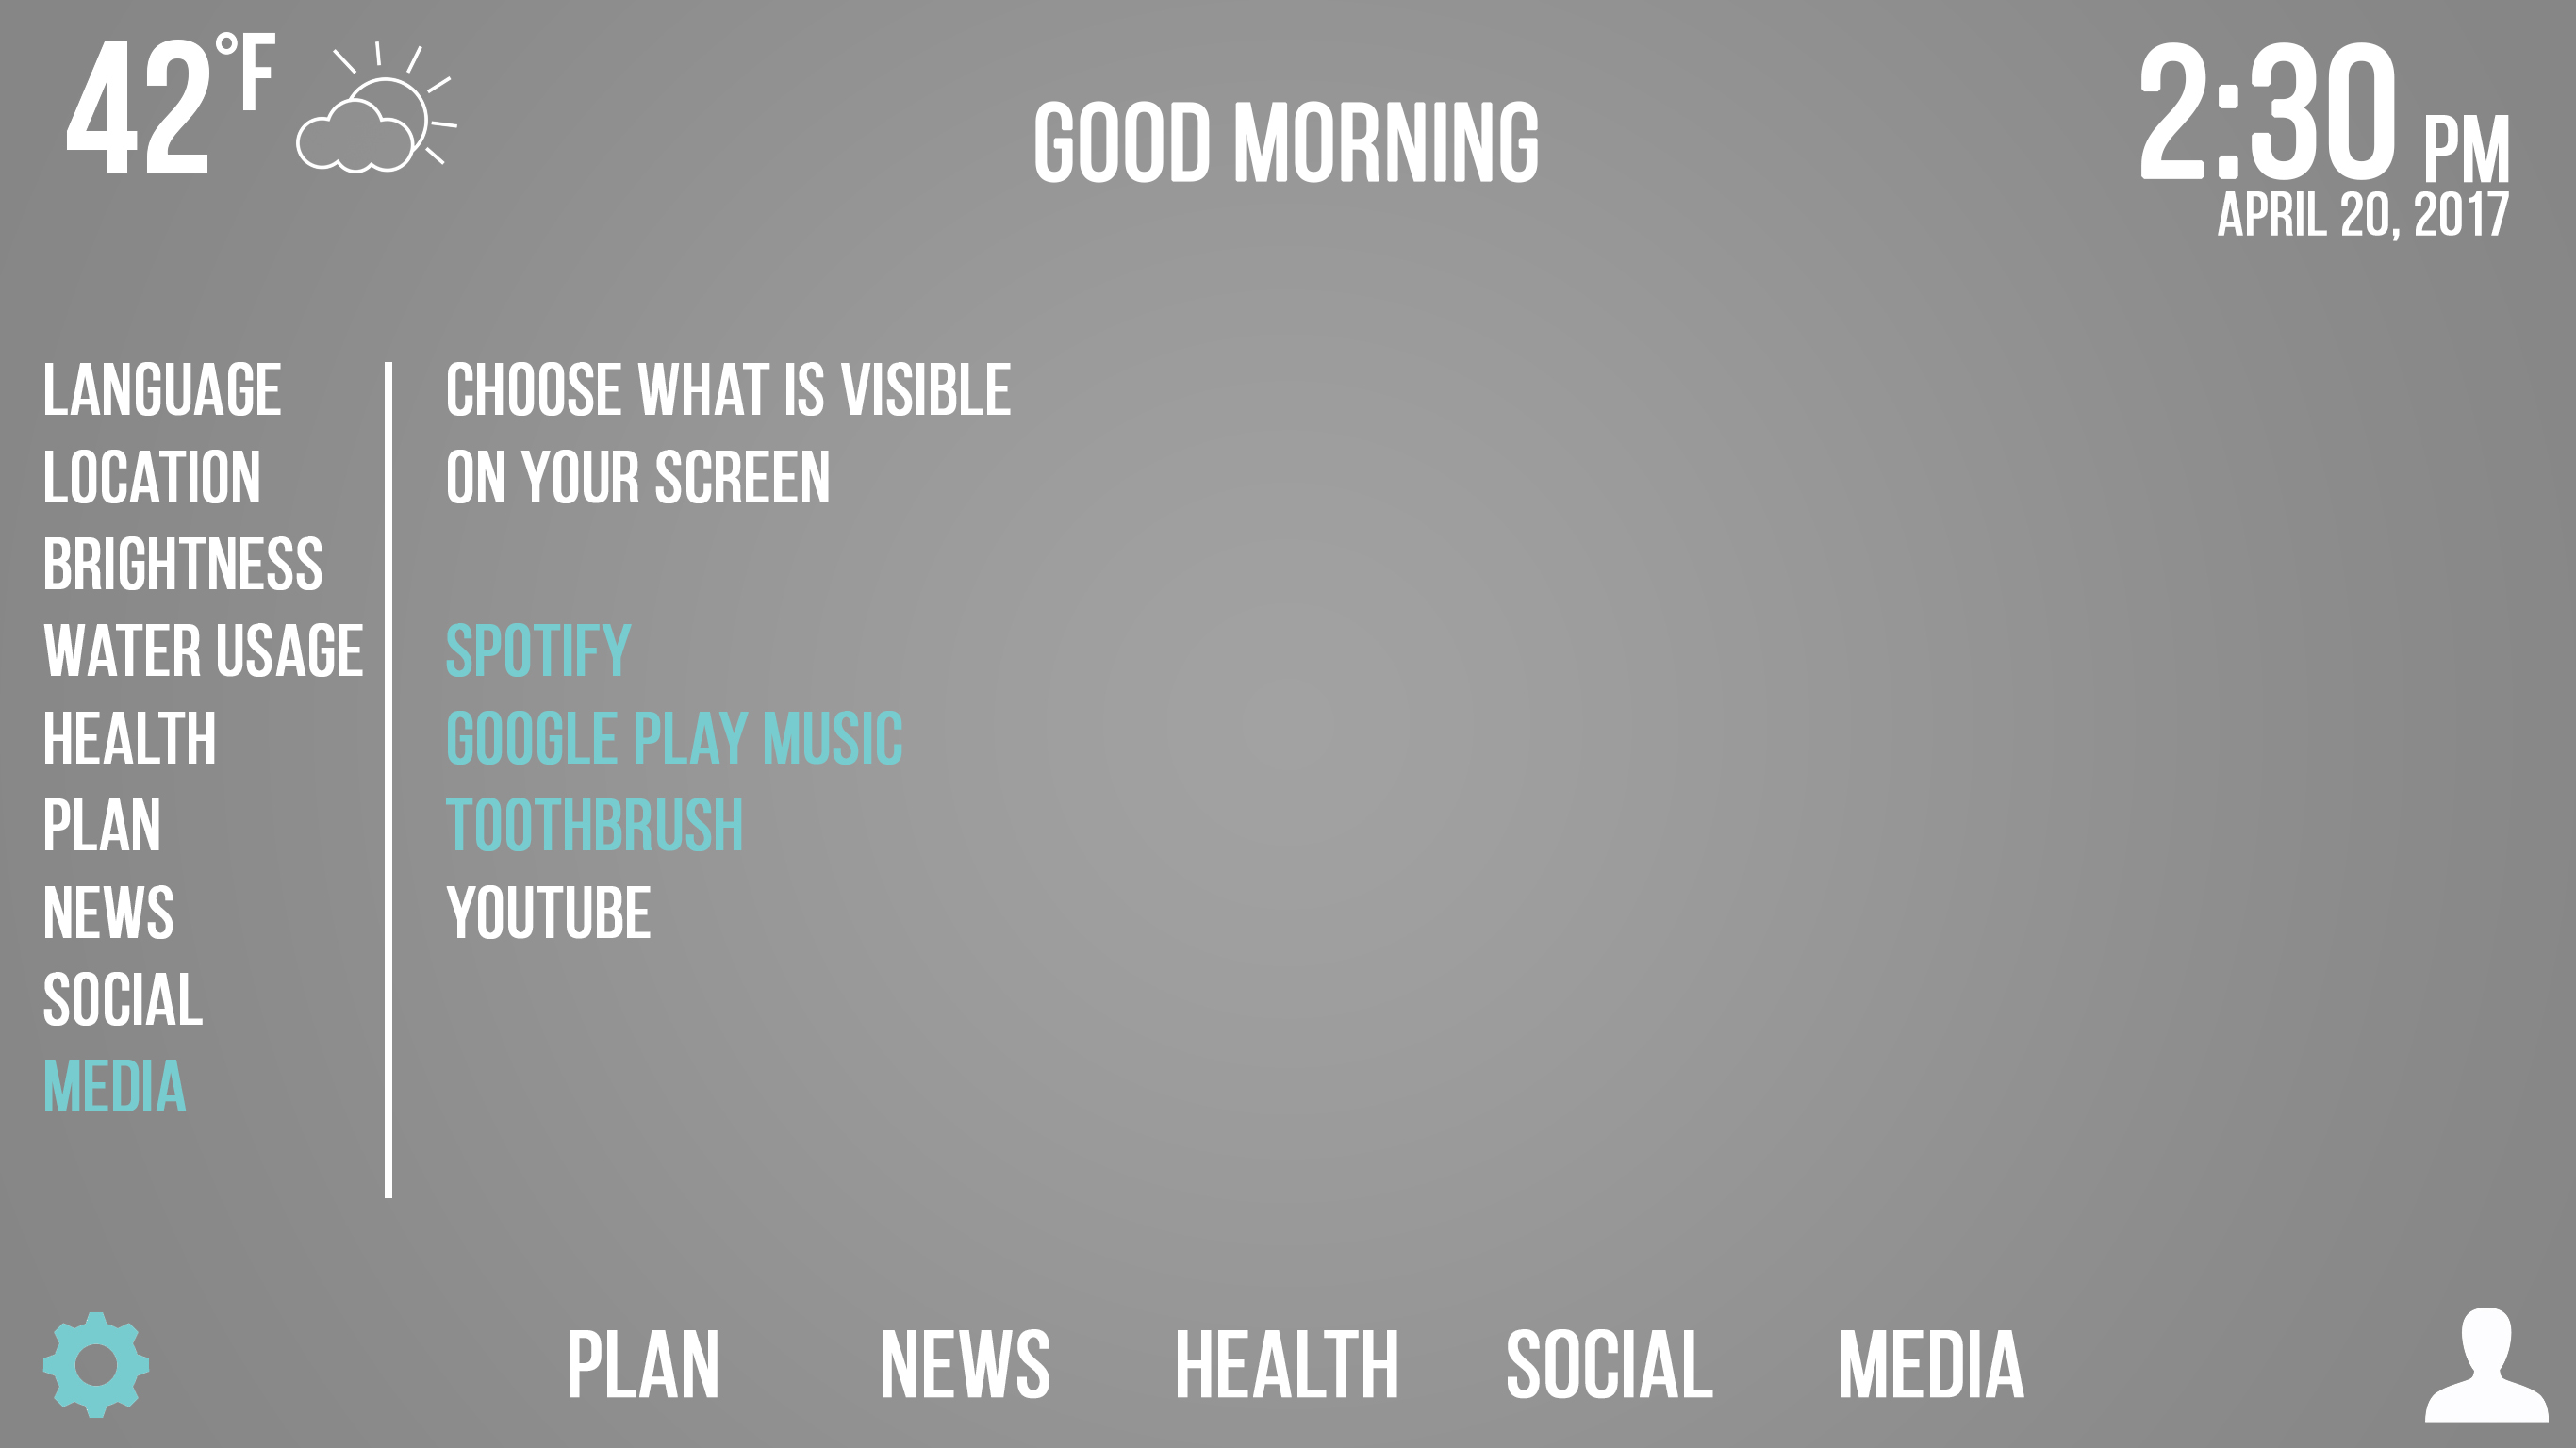 42°F
GOOD MORNING
2:30 PM
APRIL 20, 2017
LANGUAGE
LOCATION
BRIGHTNESS
WATER USAGE
HEALTH
PLAN
NEWS
SOCIAL
MEDIA
CHOOSE WHAT IS VISIBLE
ON YOUR SCREEN
SPOTIFY
GOOGLE PLAY MUSIC
TOOTHBRUSH
YOUTUBE
PLAN NEWS HEALTH SOCIAL MEDIA